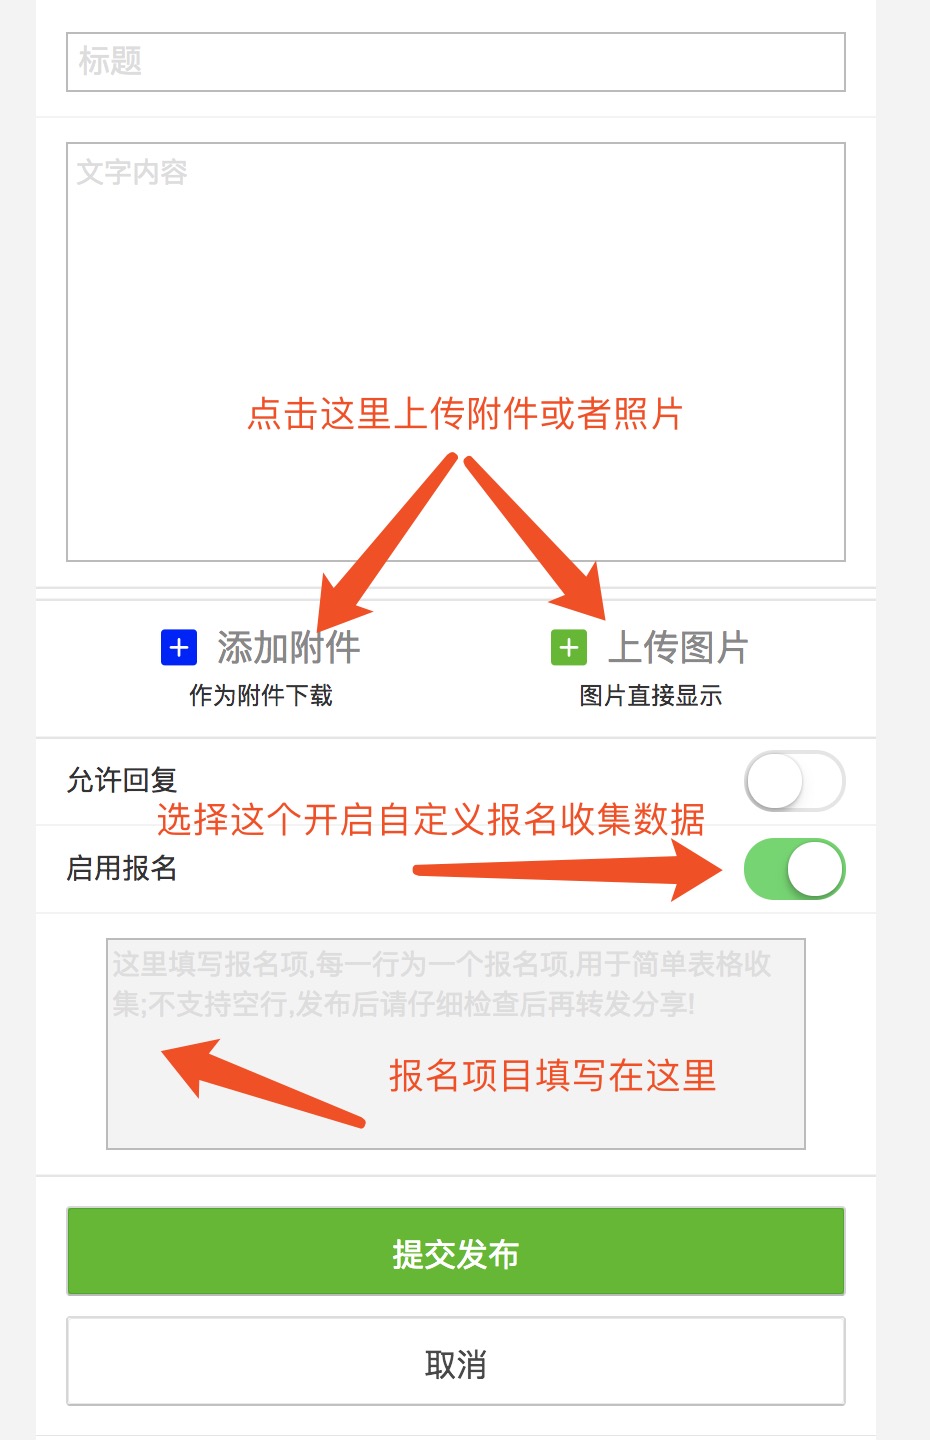 标题
文字内容
点击这里上传附件或者照片
添加附件
作为附件下载
上传图片
图片直接显示
允许回复
选择这个开启自定义报名收集数据
启用报名
这里填写报名项,每一行为一个报名项,用于简单表格收
集;不支持空行,发布后请仔细检查后再转发分享!
报名项目填写在这里
提交发布
取消